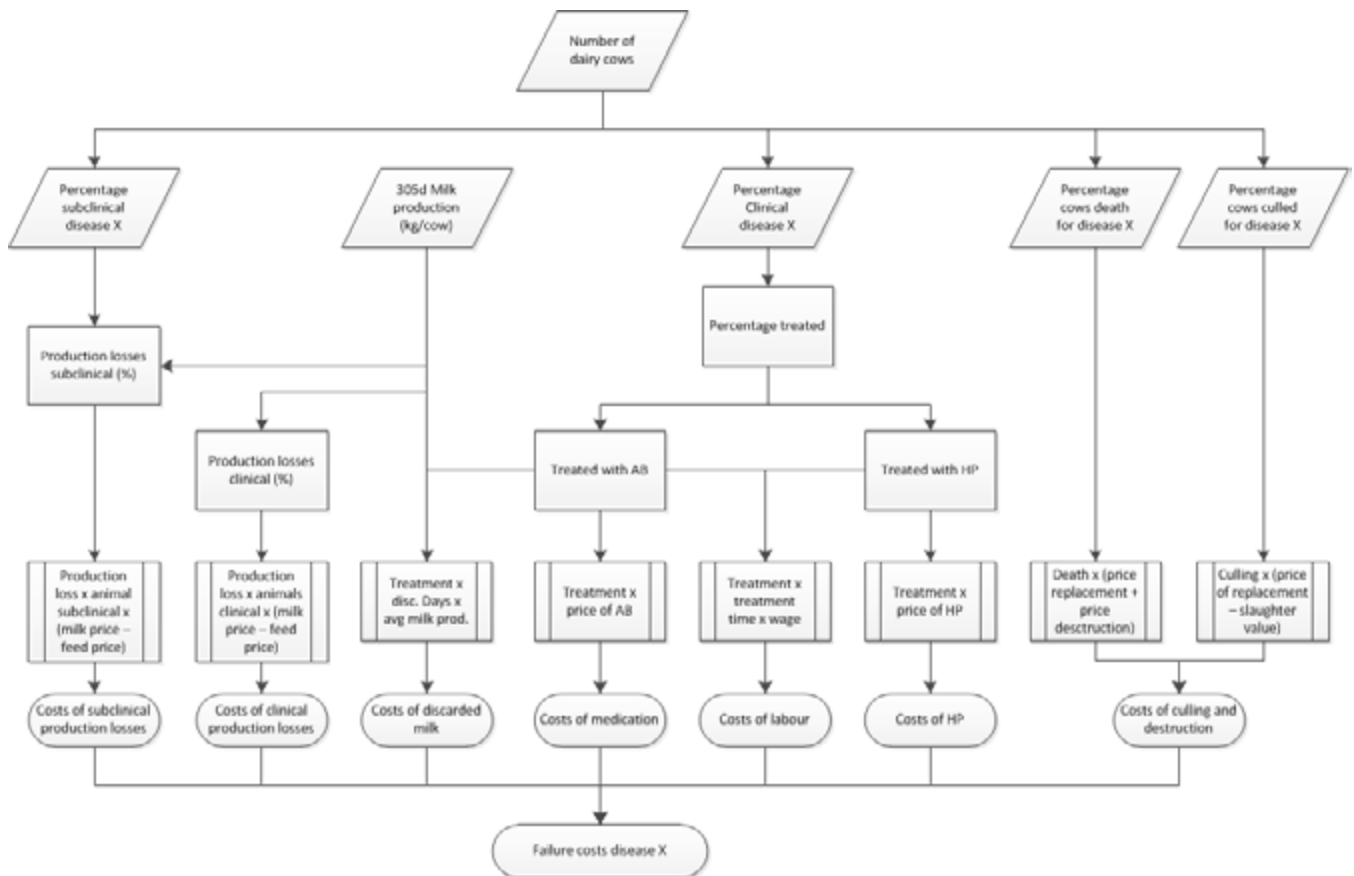 Number of
dairy cows
Percentage
subclinical
disease X
305d Milk
production
(kg/cow)
Percentage
Clinical
disease X
Percentage
cows death
for disease X
Percentage
cows culled
for disease X
Percentage treated
Production losses
subclinical (%)
Production losses
clinical (%)
Treated with AB
Treated with HP
Production
loss x animal
subclinical x
(milk price –
feed price)
Production
loss x animals
clinical x (milk
price – feed
price)
Treatment x
disc. Days x
avg milk prod.
Treatment x
price of AB
Treatment x
treatment
time x wage
Treatment x
price of HP
Death x (price
replacement +
price
desctruction)
Culling x (price
of replacement
– slaughter
value)
Costs of subclinical
production losses
Costs of clinical
production losses
Costs of discarded
milk
Costs of medication
Costs of labour
Costs of HP
Costs of culling and
destruction
Failure costs disease X